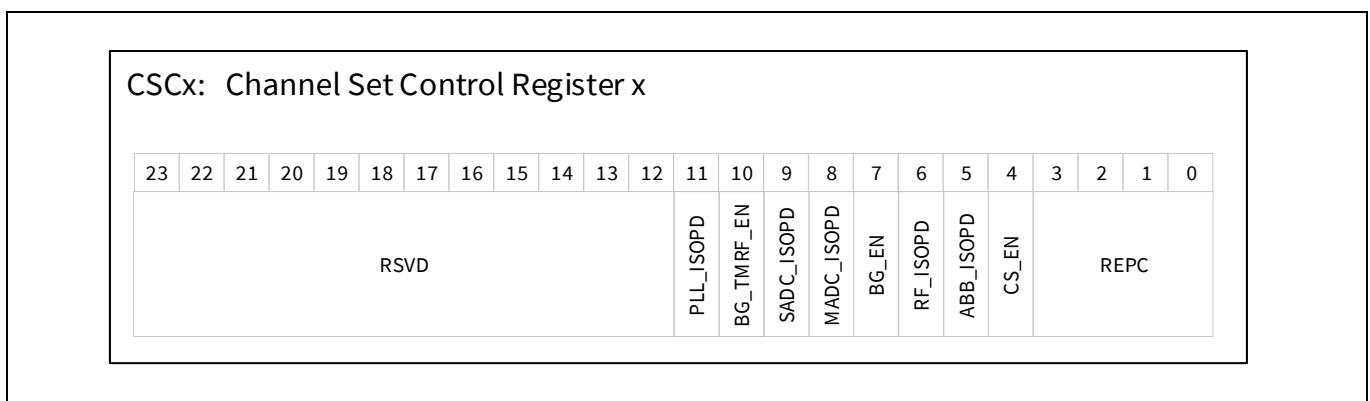 CSCx: Channel Set Control Register x
23 22 21 20 19 18 17 16 15 14 13 12 11 10 9 8 7 6 5 4 3 2 1 0
RSVD
PLL_ISOPD
BG_TMRF_EN
SADC_ISOPD
MADC_ISOPD
BG_EN
RF_ISOPD
ABB_ISOPD
CS_EN
REPC